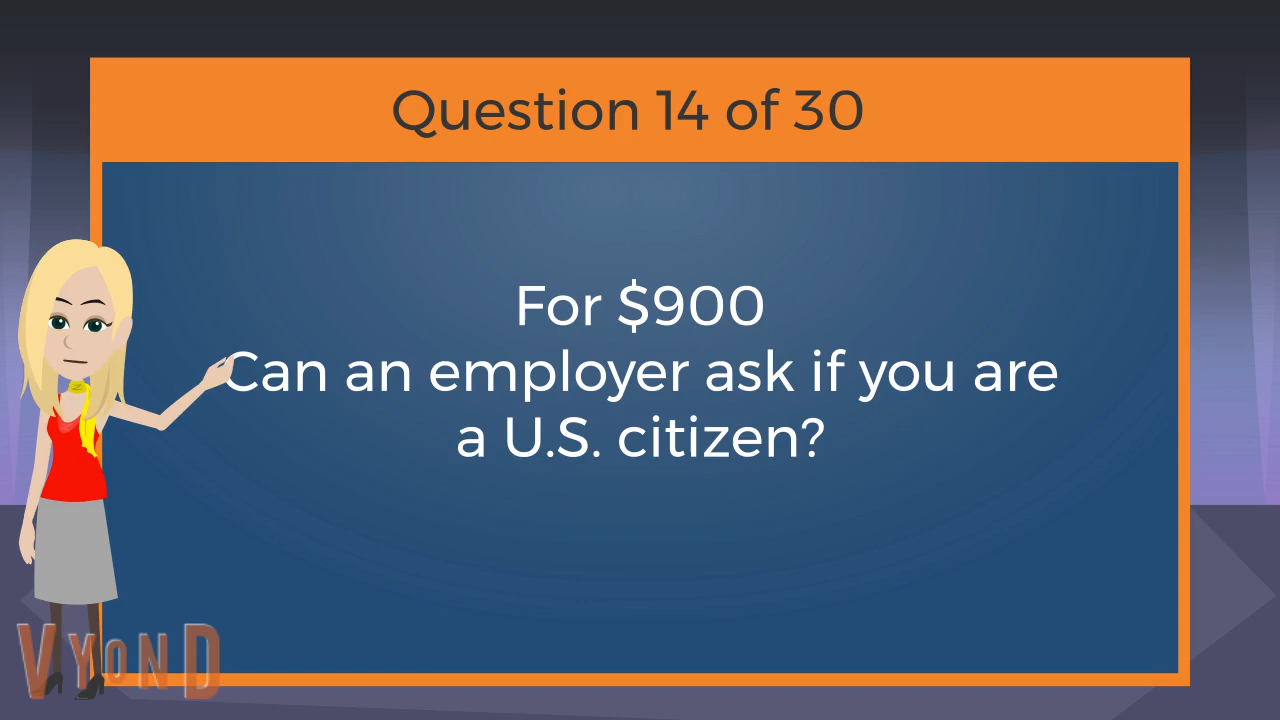 Question 14 of 30
For $900
Can an employer ask if you are
a U.S. citizen?
VYOND